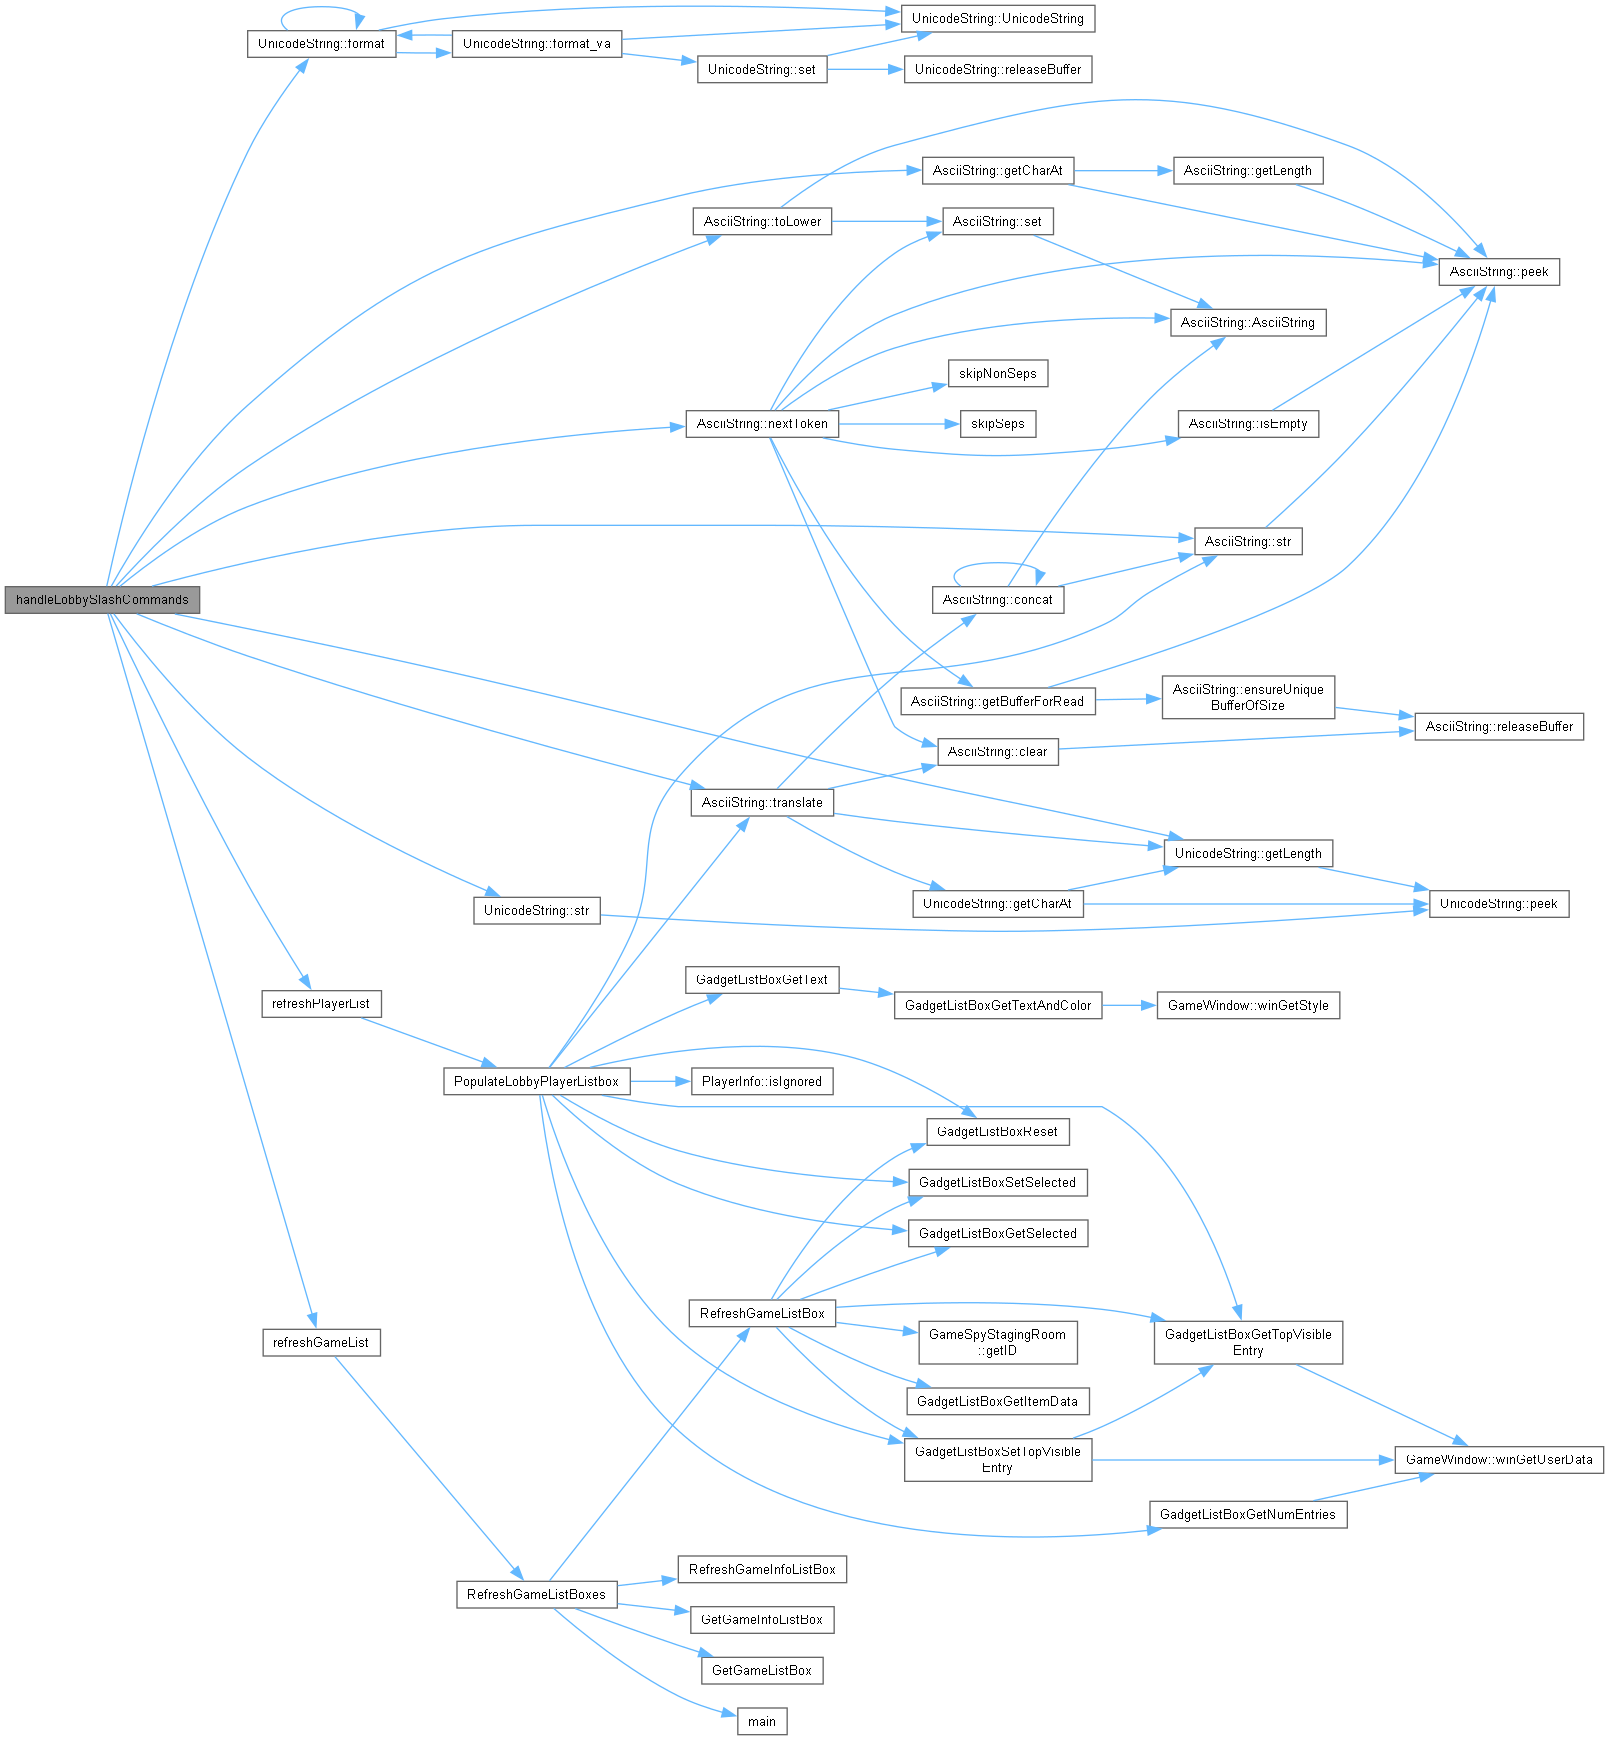 UnicodeString::UnicodeString
UnicodeString::format
UnicodeString::format_va
UnicodeString::set
UnicodeString::releaseBuffer
AsciiString::getCharAt
AsciiString::getLength
AsciiString::toLower
AsciiString::set
AsciiString::peek
AsciiString::AsciiString
skipNonSeps
AsciiString::nextToken
skipSeps
AsciiString::isEmpty
AsciiString::str
handleLobbySlashCommands
AsciiString::concat
AsciiString::ensureUnique
BufferOfSize
AsciiString::getBufferForRead
AsciiString::releaseBuffer
AsciiString::clear
AsciiString::translate
UnicodeString::getLength
UnicodeString::str
UnicodeString::getCharAt
UnicodeString::peek
GadgetListBoxGetText
refreshPlayerList
GadgetListBoxGetTextAndColor
GameWindow::winGetStyle
PopulateLobbyPlayerListbox
PlayerInfo::isIgnored
GadgetListBoxReset
GadgetListBoxSetSelected
GadgetListBoxGetSelected
RefreshGameListBox
refreshGameList
GameSpyStagingRoom
::getID
GadgetListBoxGetTopVisible
Entry
GadgetListBoxGetItemData
GadgetListBoxSetTopVisible
Entry
GameWindow::winGetUserData
GadgetListBoxGetNumEntries
RefreshGameInfoListBox
RefreshGameListBoxes
GetGameInfoListBox
GetGameListBox
main